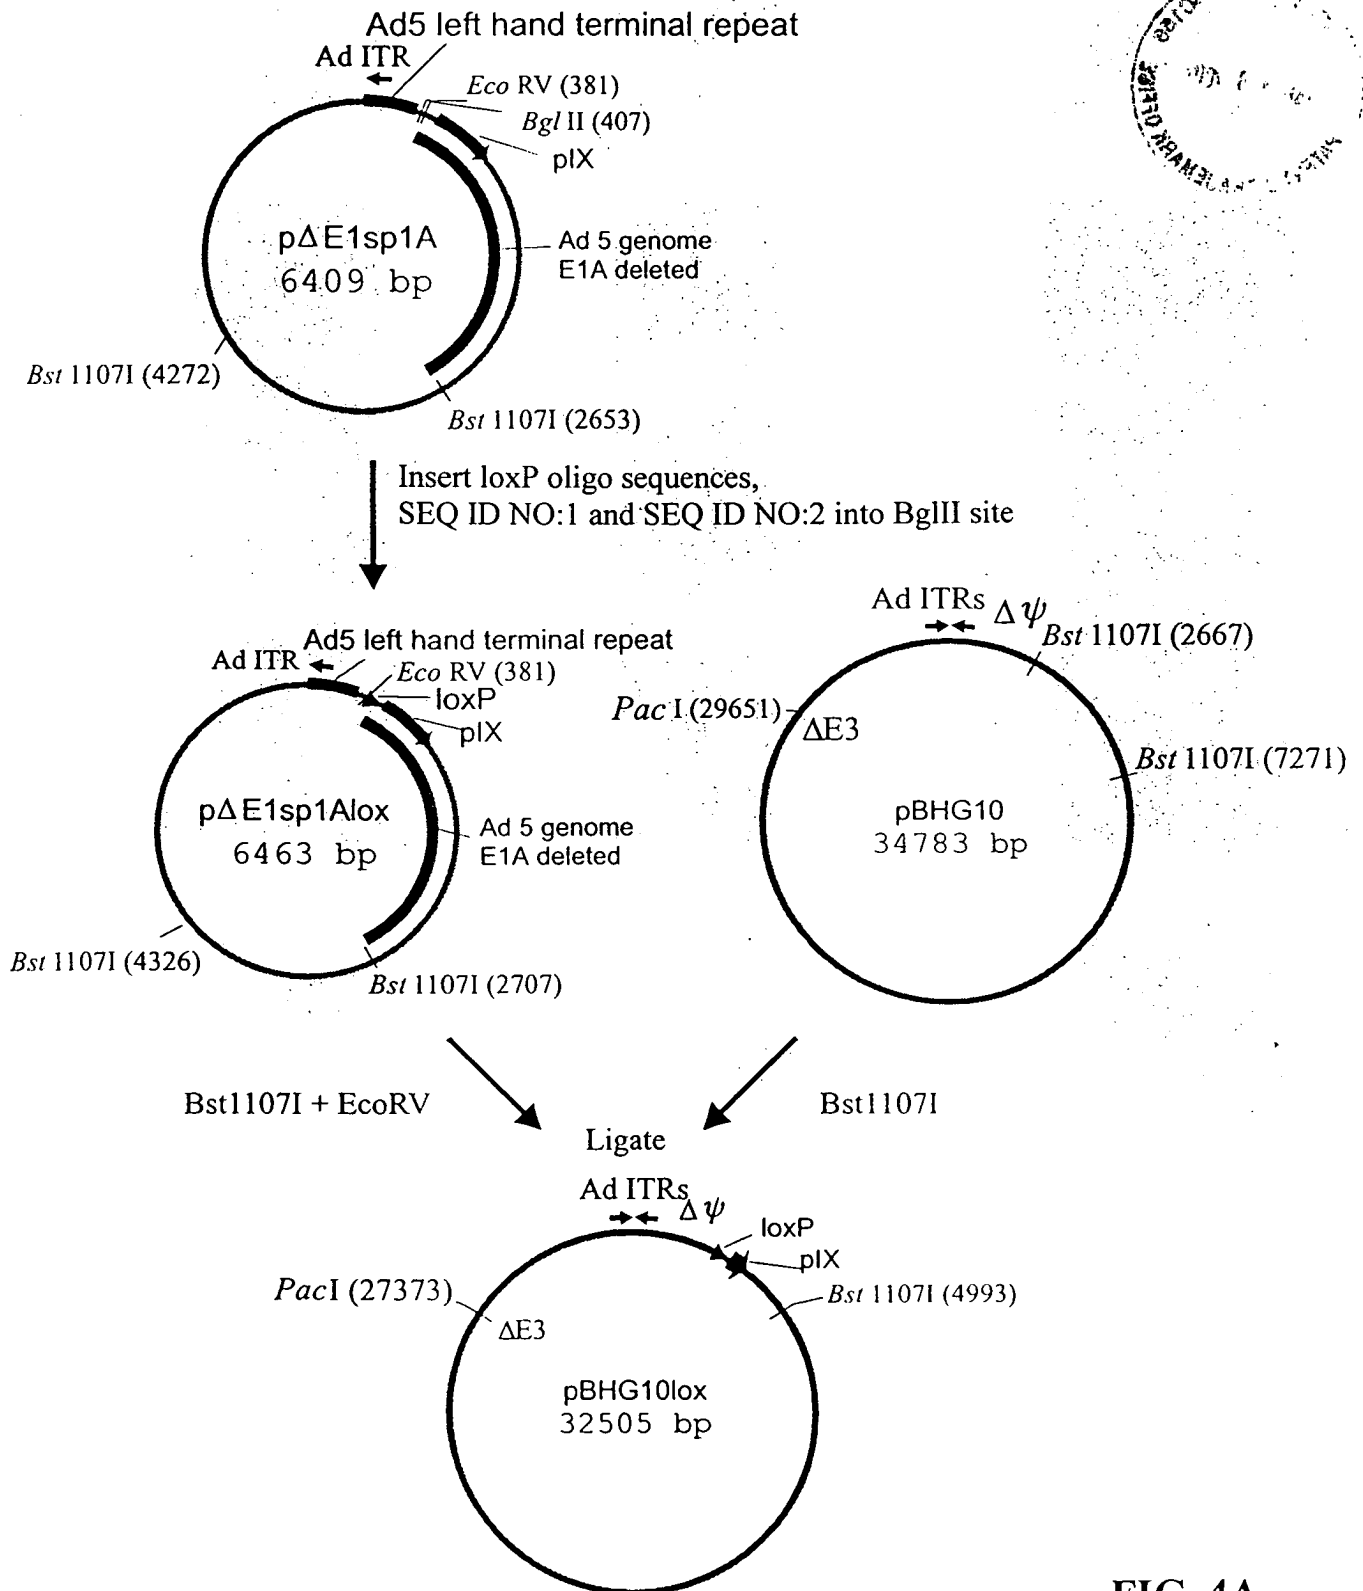 Ad5 left hand terminal repeat
Ad ITR
Eco RV (381)
Bgl II (407)
pIX
pΔE1sp1A
6409 bp
Ad 5 genome
E1A deleted
Bst 1107I (4272)
Bst 1107I (2653)
Insert loxP oligo sequences,
SEQ ID NO:1 and SEQ ID NO:2 into BglII site
Ad5 left hand terminal repeat
Ad ITR
Eco RV (381)
loxP
pIX
pΔE1sp1Alox
6463 bp
Ad 5 genome
E1A deleted
Bst 1107I (4326)
Bst 1107I (2707)
Ad ITRs Δψ
Bst 1107I (2667)
Pac I (29651)
ΔE3
Bst 1107I (7271)
pBHG10
34783 bp
Bst1107I + EcoRV
Bst1107I
Ligate
Ad ITRs Δψ
loxP
pIX
PacI (27373)
Bst 1107I (4993)
ΔE3
pBHG10lox
32505 bp